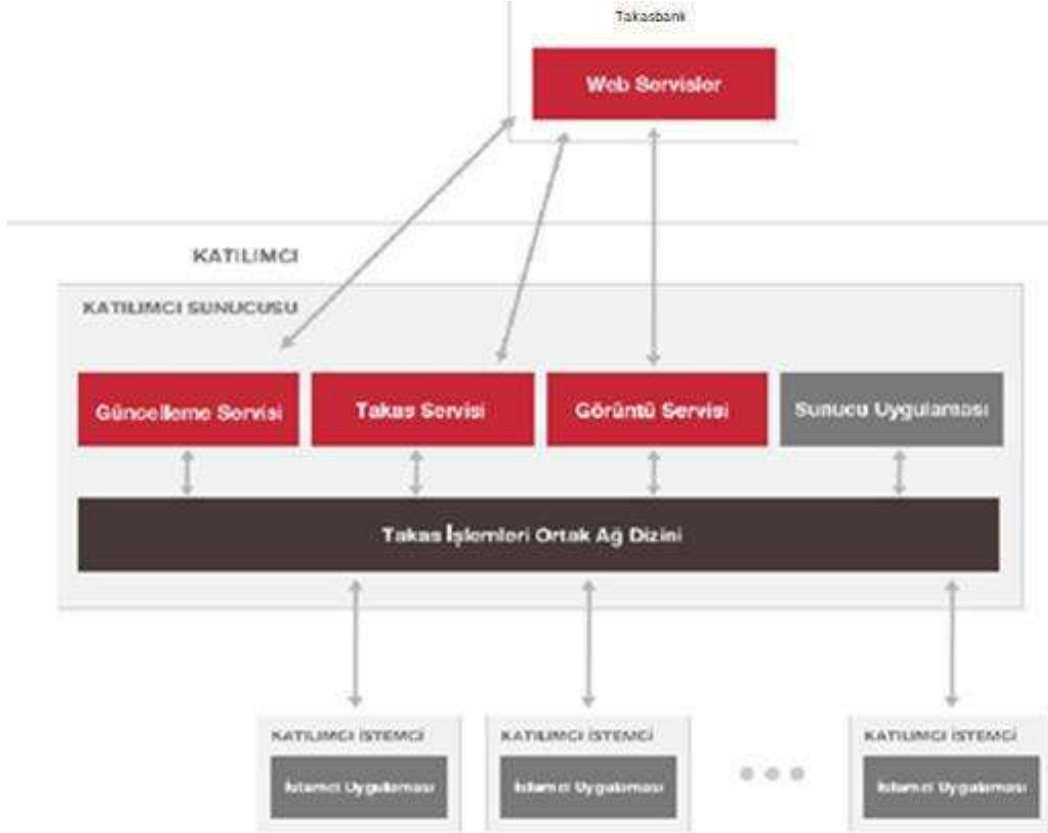 Takasbank
Web Servisler
KATILIMCI
KATILIMCI SUNUCUSU
Güncelleme Servisi
Takas Servisi
Görüntü Servisi
Sunucu Uygulaması
Takas İşlemleri Ortak Ağ Dizini
KATILIMCI İSTEMCİ
KATILIMCI İSTEMCİ
KATILIMCI İSTEMCİ
İstemci Uygulaması
İstemci Uygulaması
İstemci Uygulaması